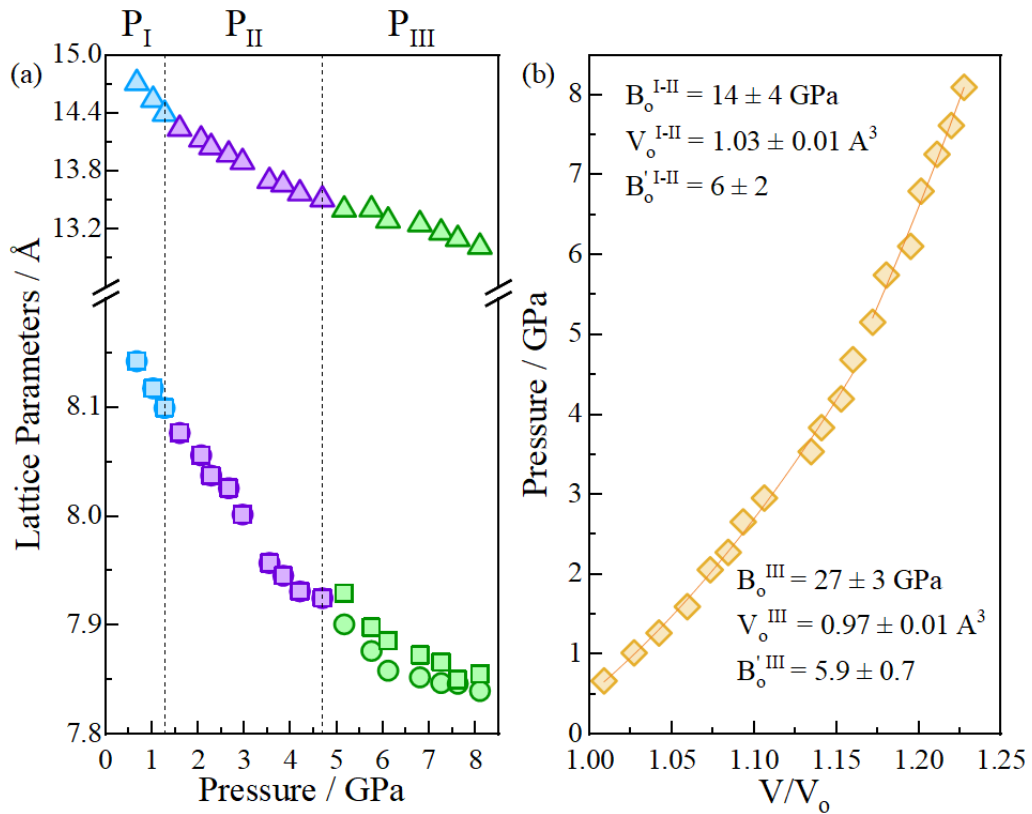 P_I P_II P_III
(a)
15.0
14.4
13.8
13.2
8.1
8.0
7.9
7.8
Lattice Parameters / Å
0 1 2 3 4 5 6 7 8
Pressure / GPa
(b)
B_o^I-II = 14 ± 4 GPa
V_o^I-II = 1.03 ± 0.01 A^3
B'_o^I-II = 6 ± 2
8
7
6
5
4
3
2
1
0
Pressure / GPa
B_o^III = 27 ± 3 GPa
V_o^III = 0.97 ± 0.01 A^3
B'_o^III = 5.9 ± 0.7
1.00 1.05 1.10 1.15 1.20 1.25
V/V_o